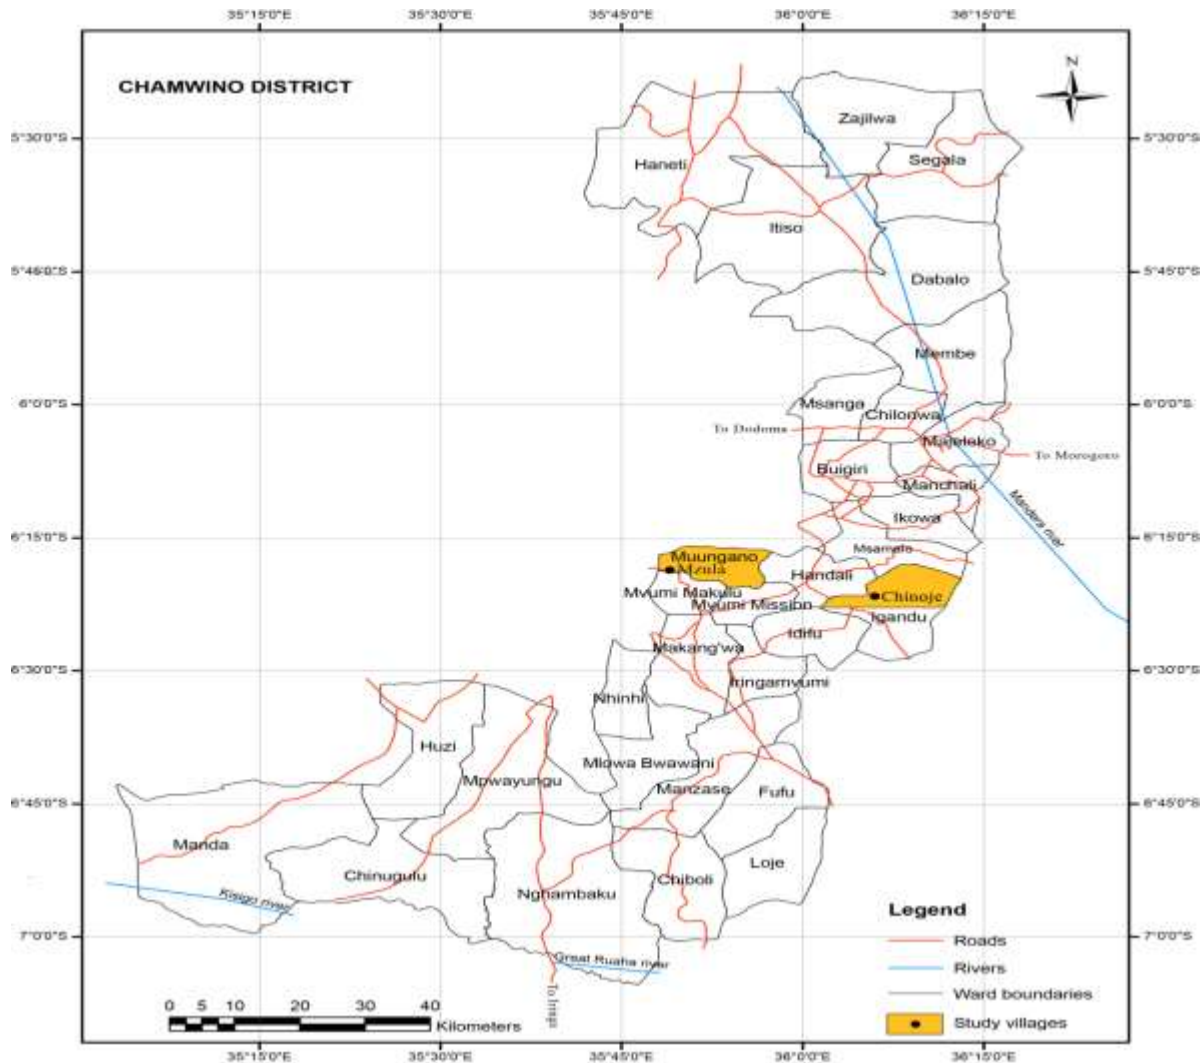 35°15'0"E
35°30'0"E
35°45'0"E
36°0'0"E
36°15'0"E
CHAMWINO DISTRICT
N
Zajilwa
5°30'0"S
5°30'0"S
Segala
Haneti
Itiso
5°45'0"S
5°45'0"S
Dabalo
Membe
6°0'0"S
6°0'0"S
Msanga
Chilonwa
To Dodoma
Majeleko
To Morogoro
Buigiri
Manchali
Mandera river
Ikowa
6°15'0"S
6°15'0"S
Msamalo
Muungano
Mzula
Handali
Chinoje
Mvumi Makulu
Mvumi Mission
Igandu
Idifu
Makang'wa
6°30'0"S
6°30'0"S
Iringamvumi
Nhinhi
Huzi
Mlowa Bwawani
Mpwayungu
Manzase
Fufu
6°45'0"S
6°45'0"S
Manda
Loje
Chinugulu
Chiboli
Nghambaku
Kisigo river
Legend
7°0'0"S
7°0'0"S
Roads
Great Ruaha river
Rivers
To Iringa
Ward boundaries
0 5 10 20 30 40
Kilometers
Study villages
35°15'0"E
35°30'0"E
35°45'0"E
36°0'0"E
36°15'0"E